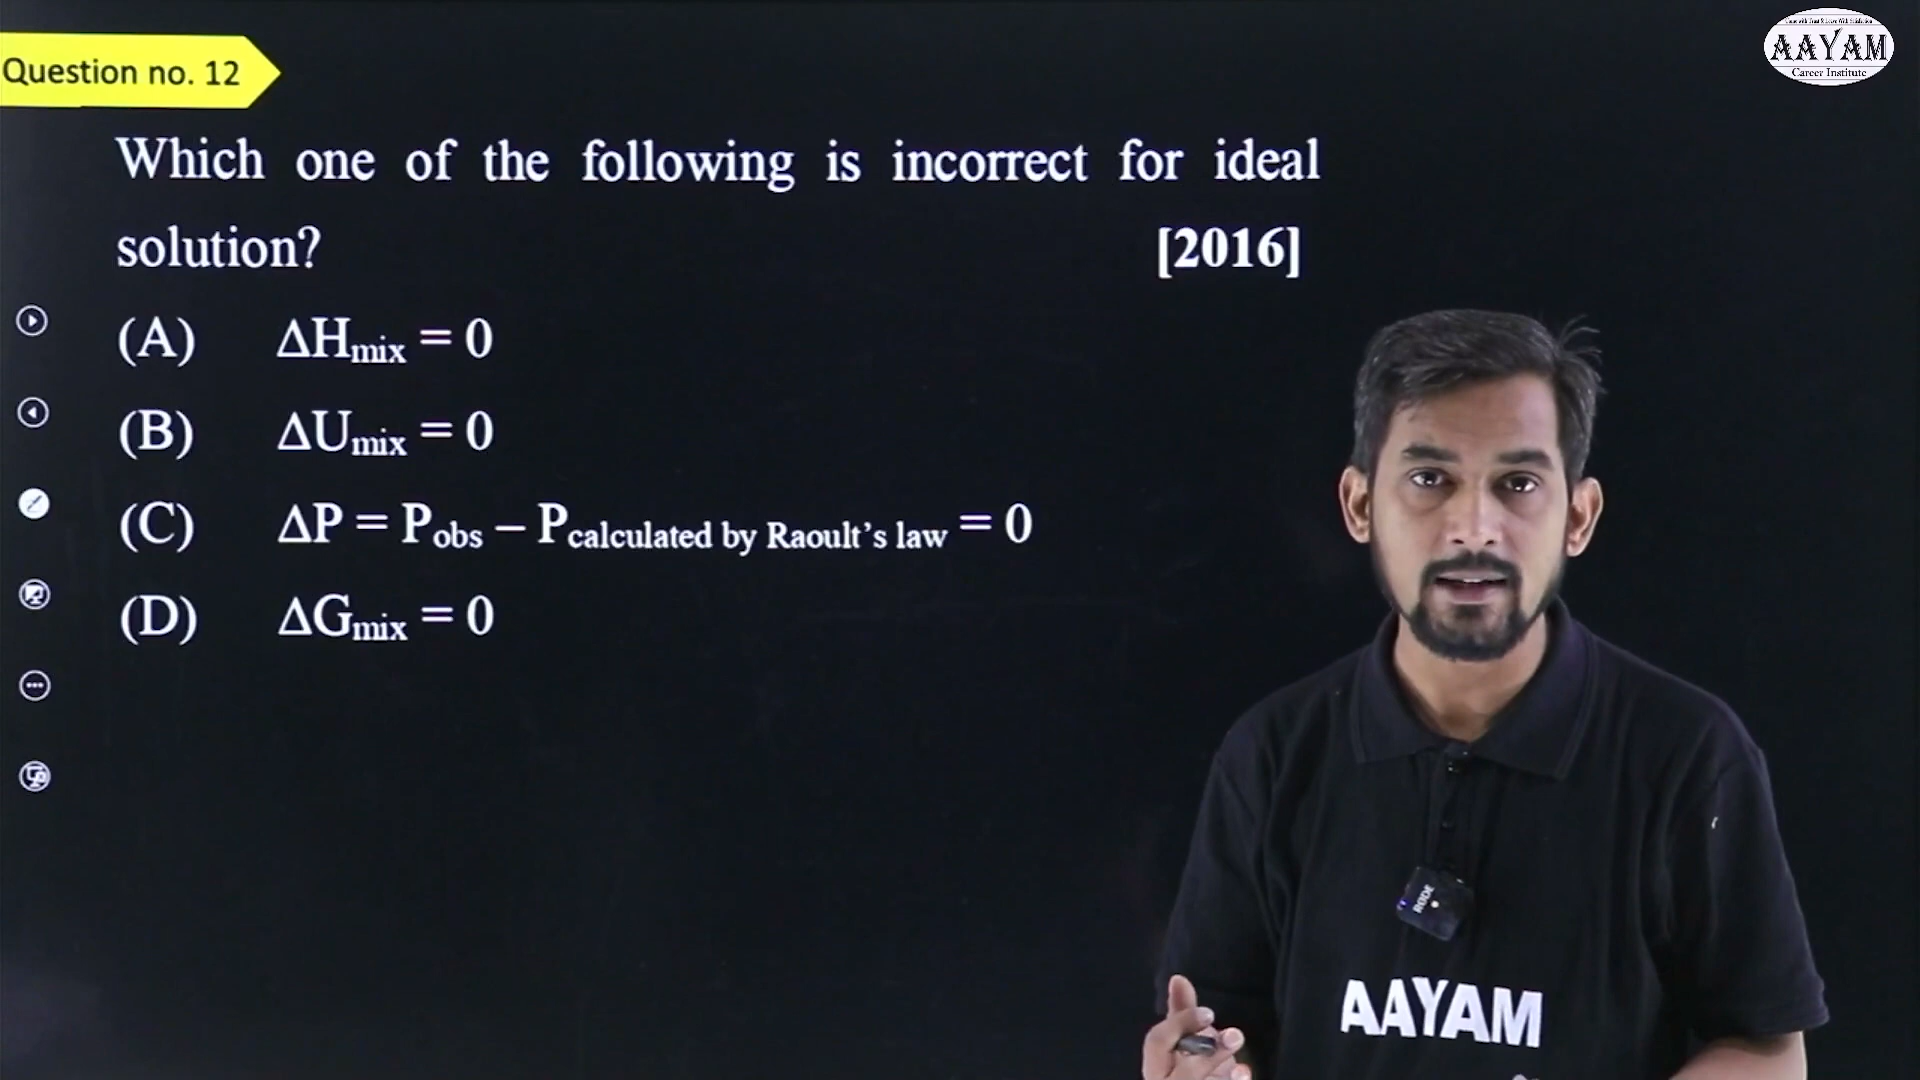 AAYAM
Career Institute
Question no. 12
Which one of the following is incorrect for ideal
solution? [2016]
(A) ΔHmix = 0
(B) ΔUmix = 0
(C) ΔP = Pobs – Pcalculated by Raoult’s law = 0
(D) ΔGmix = 0
RØDE
AAYAM